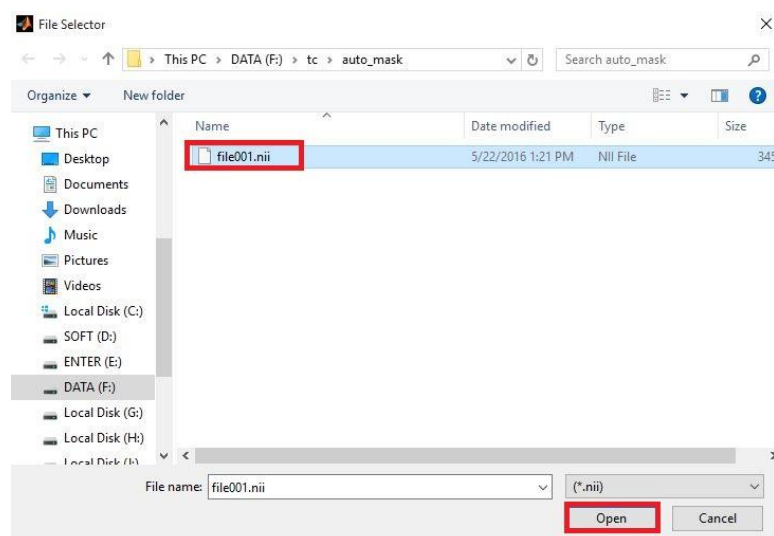 File Selector
This PC > DATA (F:) > tc > auto_mask
Search auto_mask
Organize
New folder
Name
Date modified
Type
Size
file001.nii
5/22/2016 1:21 PM
NII File
345
This PC
Desktop
Documents
Downloads
Music
Pictures
Videos
Local Disk (C:)
SOFT (D:)
ENTER (E:)
DATA (F:)
Local Disk (G:)
Local Disk (H:)
File name: file001.nii
(*.nii)
Open
Cancel